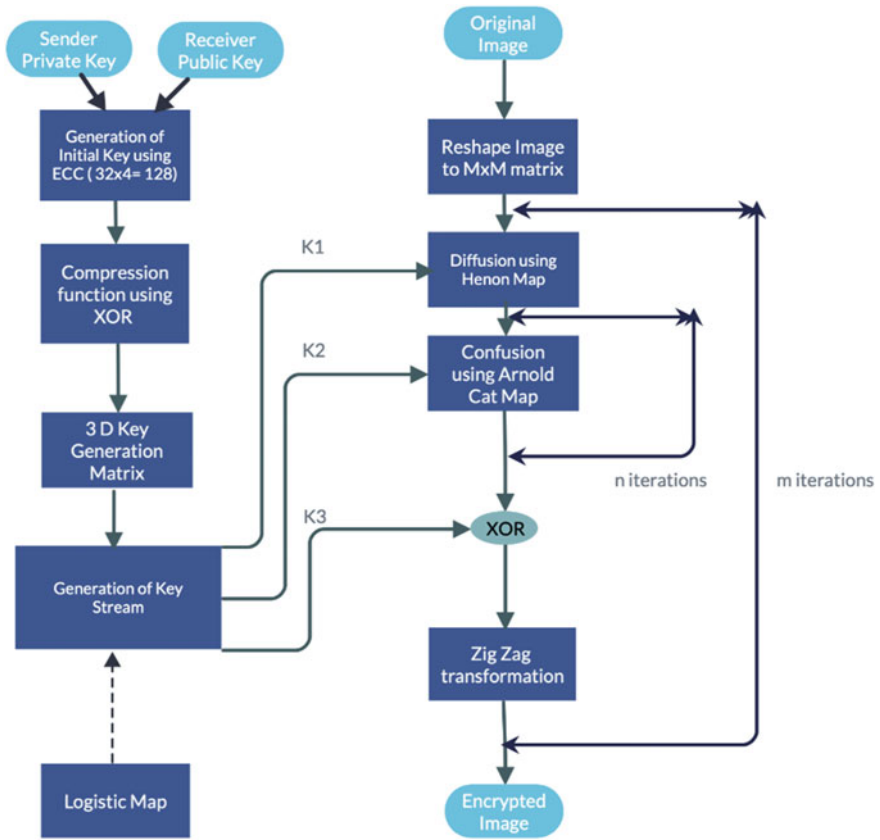 Sender
Private Key
Receiver
Public Key
Generation of
Initial Key using
ECC ( 32x4= 128)
Compression
function using
XOR
3 D Key
Generation
Matrix
Generation of Key
Stream
Logistic Map
K1
K2
K3
Original
Image
Reshape Image
to MxM matrix
Diffusion using
Henon Map
Confusion
using Arnold
Cat Map
n iterations
m iterations
XOR
Zig Zag
transformation
Encrypted
Image